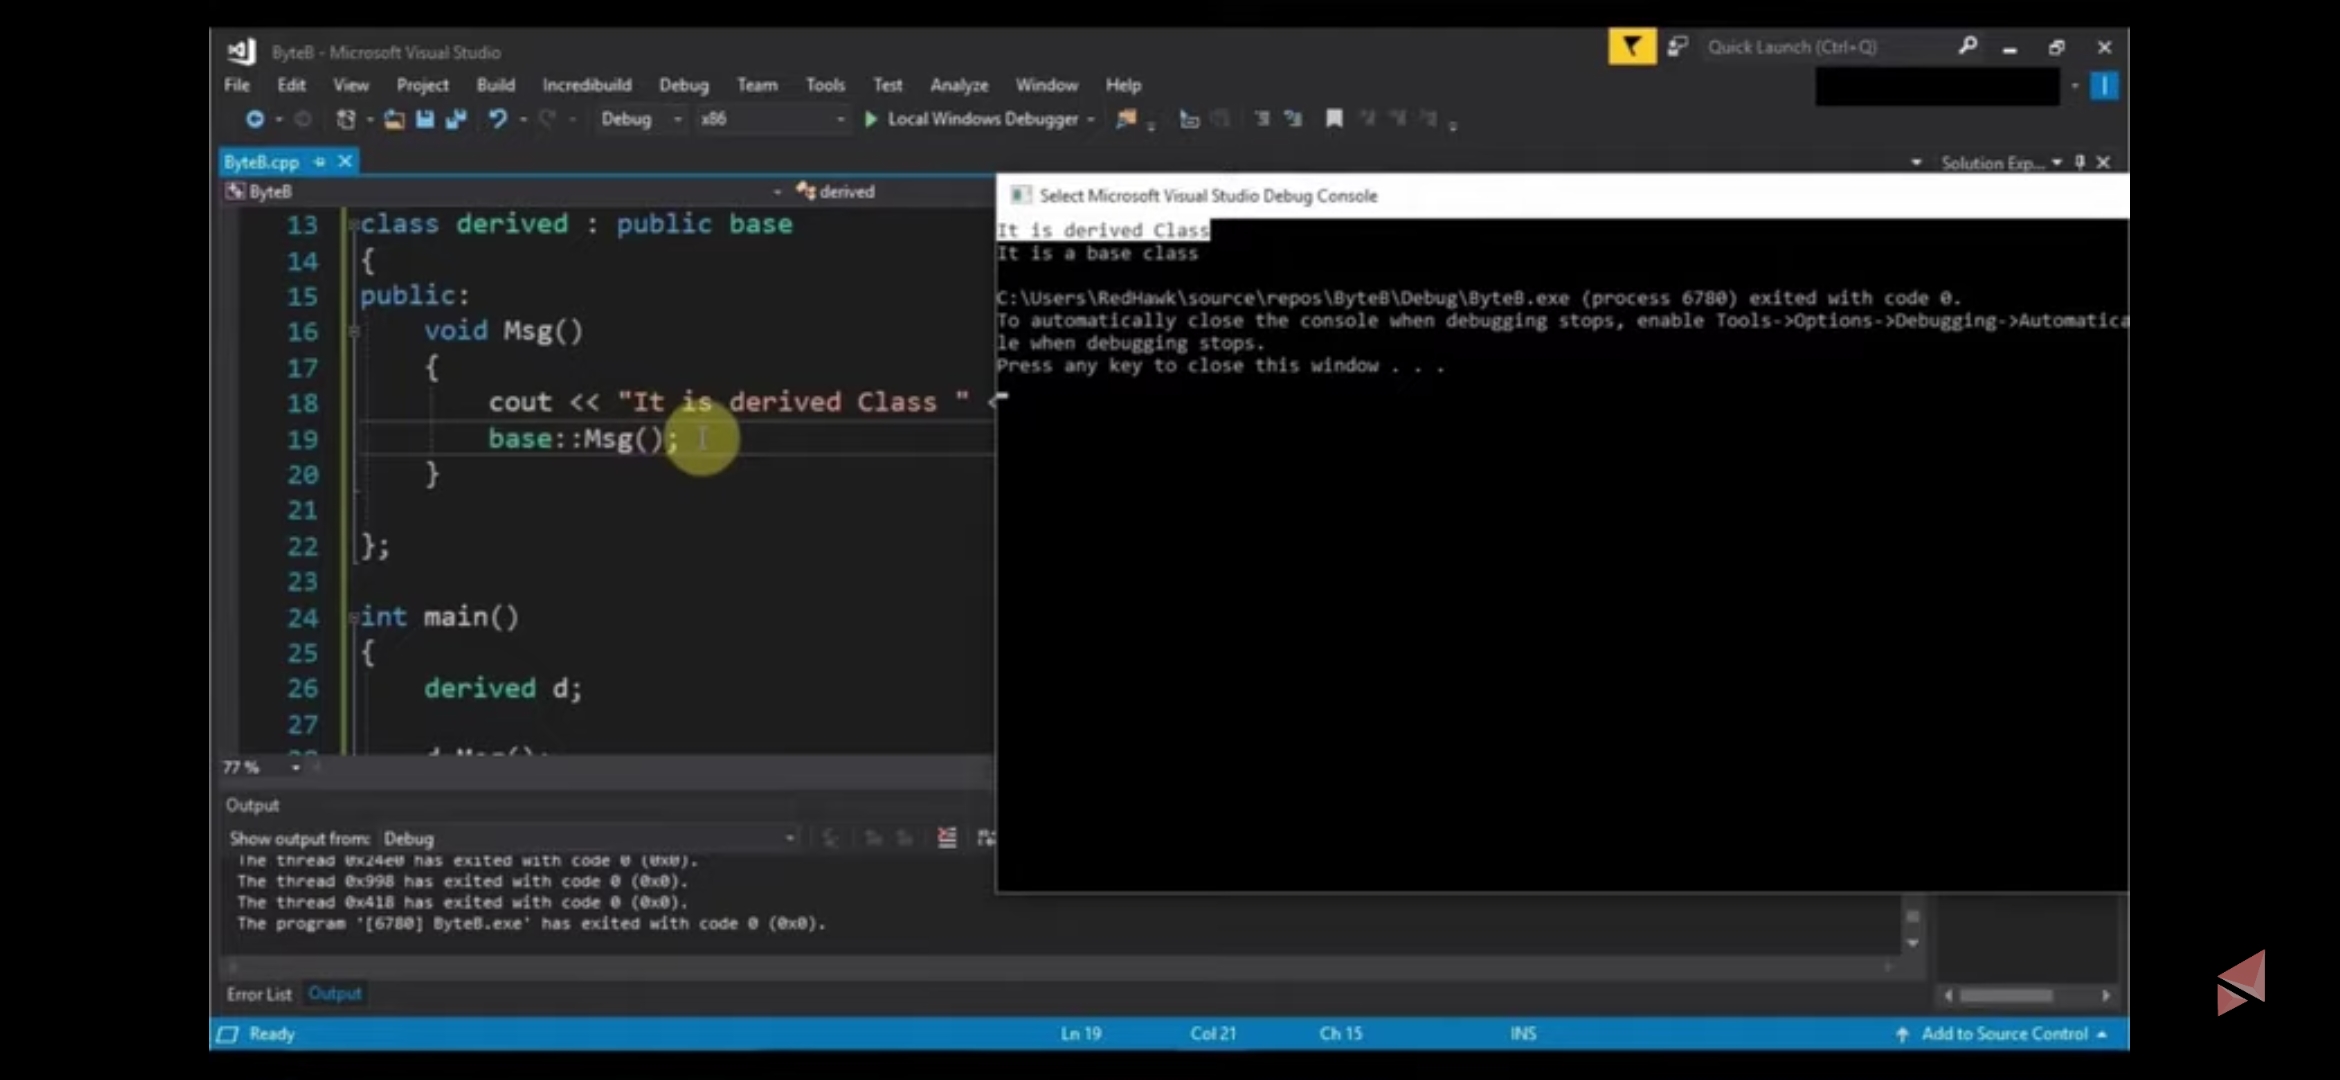 ByteB - Microsoft Visual Studio
Quick Launch (Ctrl+Q)
File Edit View Project Build Incredibuild Debug Team Tools Test Analyze Window Help
Debug x86 Local Windows Debugger
ByteB.cpp
Solution Exp...
ByteB derived
13 class derived : public base
14 {
15 public:
16 void Msg()
17 {
18 cout << "It is derived Class " <
19 base::Msg();
20 }
21
22 };
23
24 int main()
25 {
26 derived d;
27
77 %
Select Microsoft Visual Studio Debug Console
It is derived Class
It is a base class
C:\Users\RedHawk\source\repos\ByteB\Debug\ByteB.exe (process 6780) exited with code 0.
To automatically close the console when debugging stops, enable Tools->Options->Debugging->Automatica
le when debugging stops.
Press any key to close this window . . .
Output
Show output from: Debug
The thread 0x24e0 has exited with code 0 (0x0).
The thread 0x998 has exited with code 0 (0x0).
The thread 0x418 has exited with code 0 (0x0).
The program '[6780] ByteB.exe' has exited with code 0 (0x0).
Error List Output
Ready Ln 19 Col 21 Ch 15 INS Add to Source Control